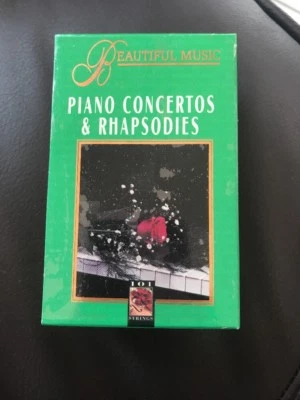 BEAUTIFUL MUSIC
PIANO CONCERTOS
& RHAPSODIES
101
STRINGS